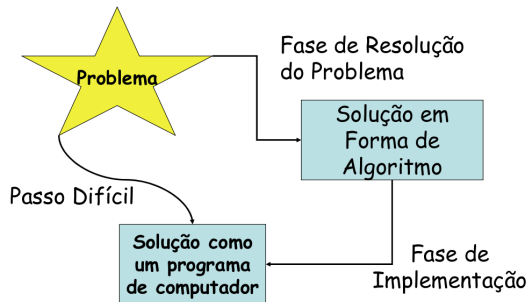 Problema
Fase de Resolução
do Problema
Solução em
Forma de
Algoritmo
Passo Difícil
Solução como
um programa
de computador
Fase de
Implementação